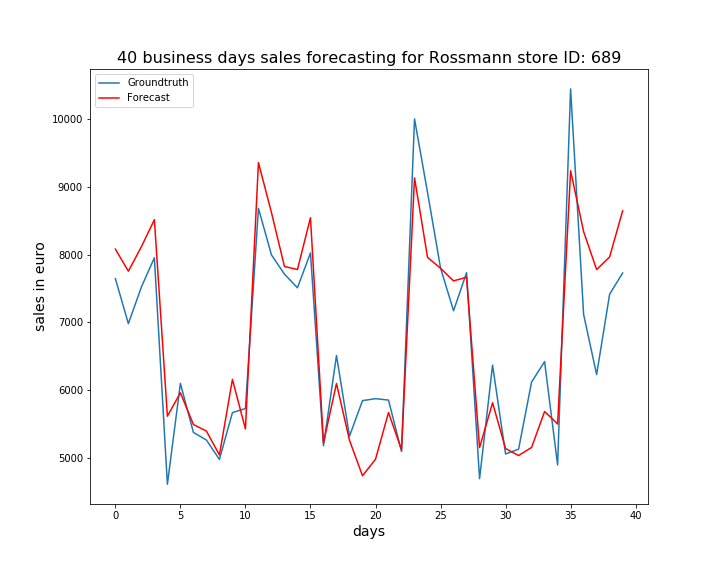 40 business days sales forecasting for Rossmann store ID: 689
Groundtruth
Forecast
10000
9000
8000
7000
6000
5000
sales in euro
0 5 10 15 20 25 30 35 40
days